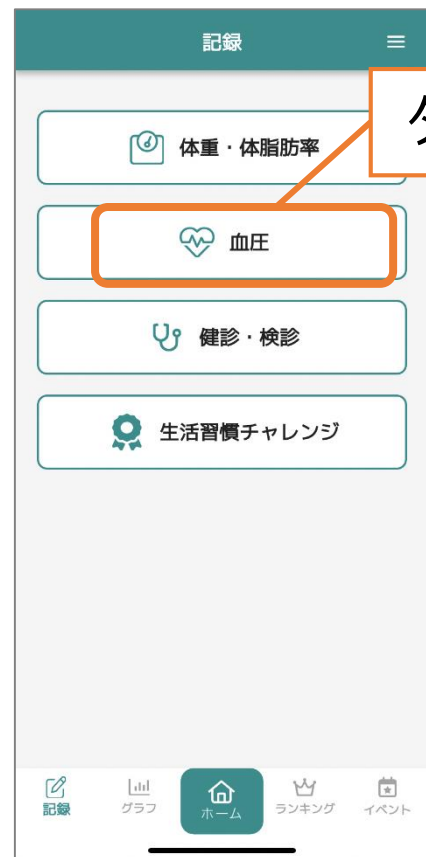 記録
体重・体脂肪率
血圧
健診・検診
生活習慣チャレンジ
記録
グラフ
ホーム
ランキング
イベント